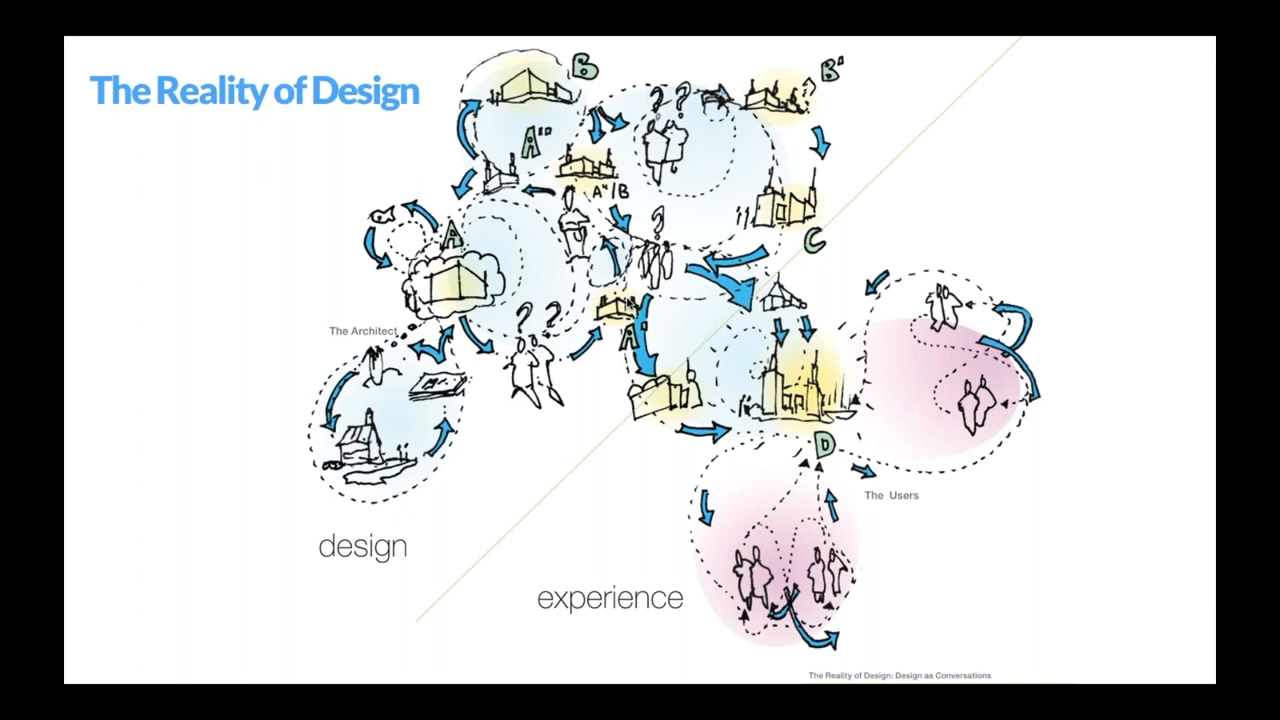 The Reality of Design
B
B'
A"'
A"/B
? ?
?
A
C
? ?
The Architect
A'
D
The Users
design
experience
The Reality of Design: Design as Conversations